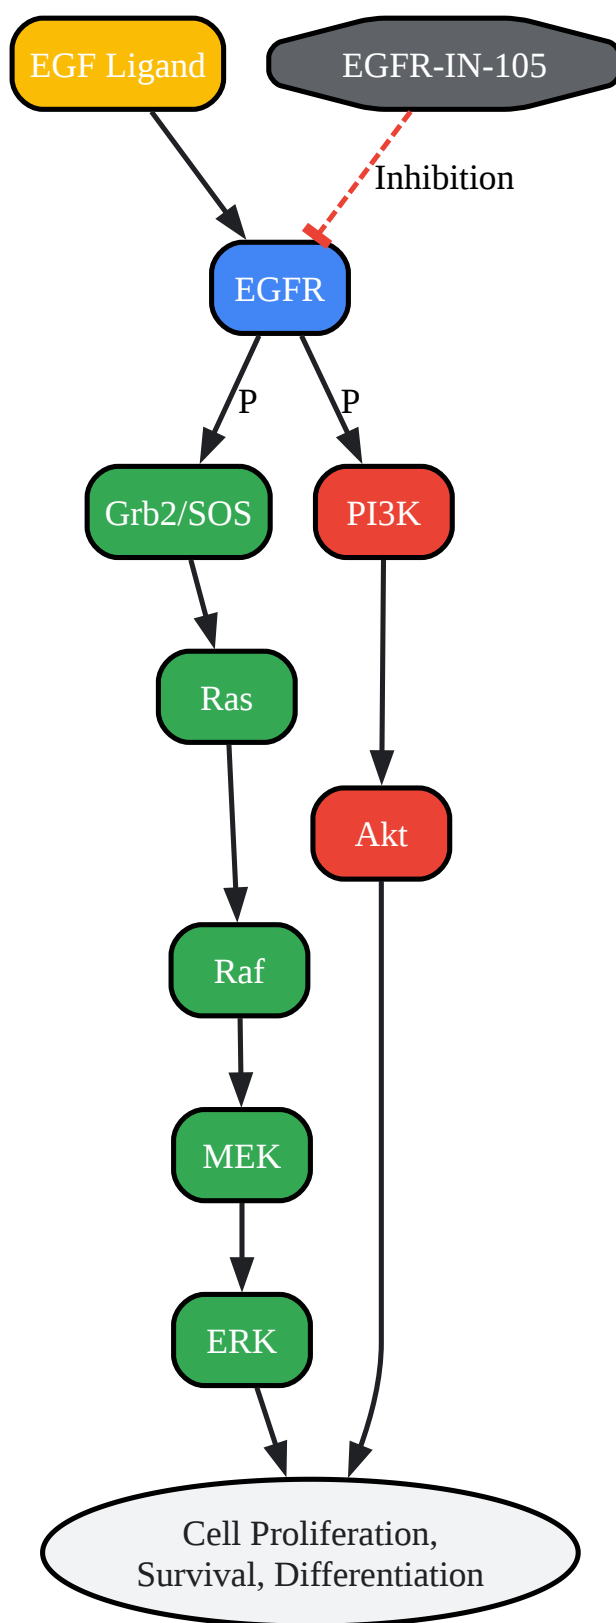 EGF Ligand
EGFR-IN-105
Inhibition
EGFR
P
P
Grb2/SOS
PI3K
Ras
Akt
Raf
MEK
ERK
Cell Proliferation,
Survival, Differentiation